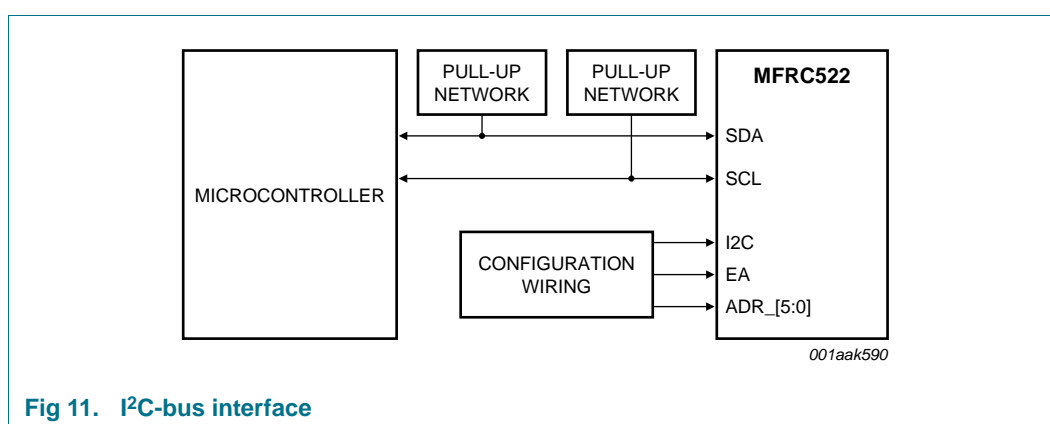 PULL-UP
NETWORK
PULL-UP
NETWORK
MFRC522
SDA
SCL
MICROCONTROLLER
I2C
CONFIGURATION
WIRING
EA
ADR_[5:0]
001aak590
Fig 11. I²C-bus interface